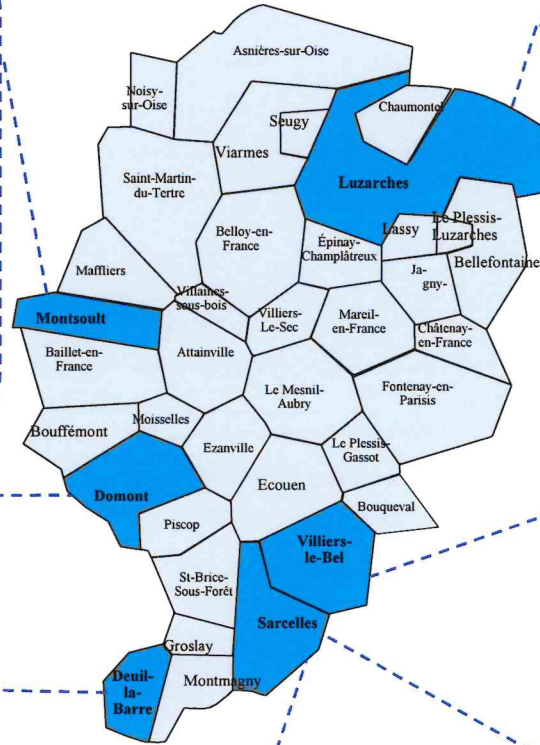 Asnières-sur-Oise
Noisy-
sur-Oise
Chaumontel
Seugy
Viarmes
Saint-Martin-
du-Tertre
Luzarches
Belloy-en-
France
Épinay-
Champlâtreux
Lassy
Le Plessis-
Luzarches
Bellefontaine
Maffliers
Ja-
gny-
Villaines-
sous-bois
Villiers-
Le-Sec
Mareil-
en-France
Châtenay-
en-France
Montsoult
Baillet-en-
France
Attainville
Le Mesnil-
Aubry
Fontenay-en-
Parisis
Moisselles
Bouffémont
Ezanville
Le Plessis-
Gassot
Ecouen
Domont
Bouqueval
Piscop
Villiers-
le-Bel
St-Brice-
Sous-Forêt
Sarcelles
Groslay
Deuil-
la-
Barre
Montmagny